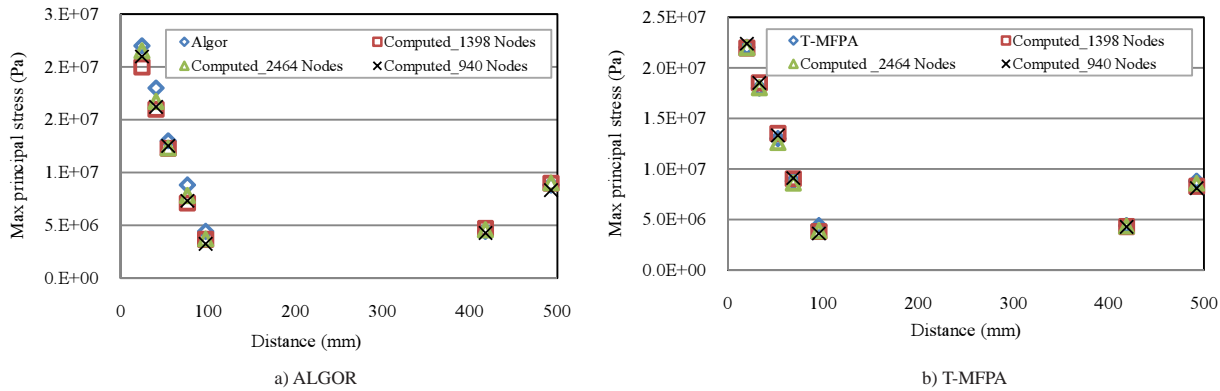 3.E+07
2.E+07
2.E+07
1.E+07
5.E+06
0.E+00
Max principal stress (Pa)
Algor
Computed_1398 Nodes
Computed_2464 Nodes
Computed_940 Nodes
0 100 200 300 400 500
Distance (mm)
a) ALGOR
2.5E+07
2.0E+07
1.5E+07
1.0E+07
5.0E+06
0.0E+00
Max principal stress (Pa)
T-MFPA
Computed_1398 Nodes
Computed _2464 Nodes
Computed_940 Nodes
0 100 200 300 400 500
Distance (mm)
b) T-MFPA